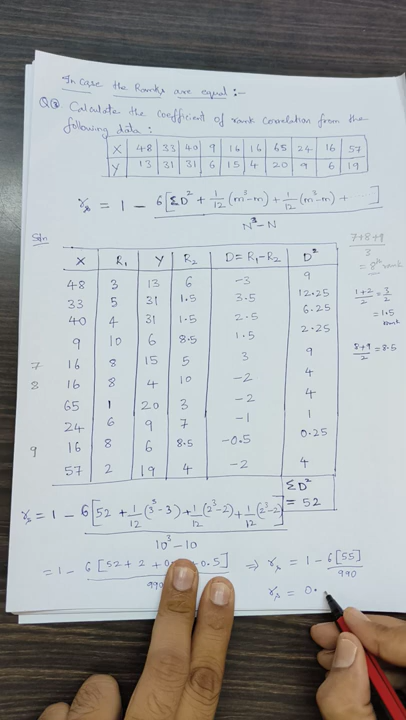 In case the Ranks are equal:-
Q③ Calculate the coefficient of rank correlation from the
following data:
X 48 33 40 9 16 16 65 24 16 57
Y 13 31 31 6 15 4 20 9 6 19
= 1 - 6[ΣD² + 1/12(m³-m) + 1/12(m³-m) + ]
N³-N
Soln
X R₁ Y R₂ D=R₁-R₂ D²
48 3 13 6 -3 9
33 5 31 1.5 3.5 12.25
40 4 31 1.5 2.5 6.25
9 10 6 8.5 1.5 2.25
7 16 8 15 5 3 9
8 16 8 4 10 -2 4
65 1 20 3 -2 4
24 6 9 7 -1 1
9 16 8 6 8.5 -0.5 0.25
57 2 19 4 -2 4
ΣD²
= 52
7+8+9
3
= 8th rank
1+2/2 = 3/2
= 1.5
rank
8+9/2 = 8.5
= 1 - 6[52 + 1/12(3³-3) + 1/12(2³-2) + 1/12(2³-2)]
10³-10
= 1 - 6[52 + 2 + 0.5]
990
⇒ = 1 - 6[55]
990
= 0.